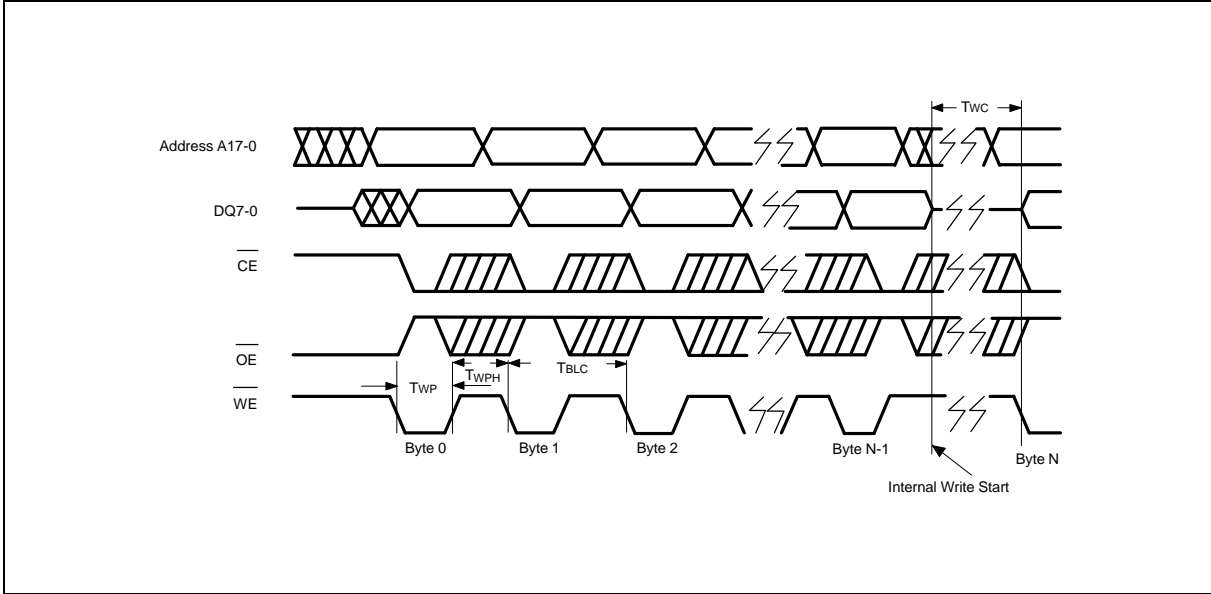 TWC
Address A17-0
DQ7-0
CE
OE
TWP
TWPH
TBLC
WE
Byte 0
Byte 1
Byte 2
Byte N-1
Byte N
Internal Write Start